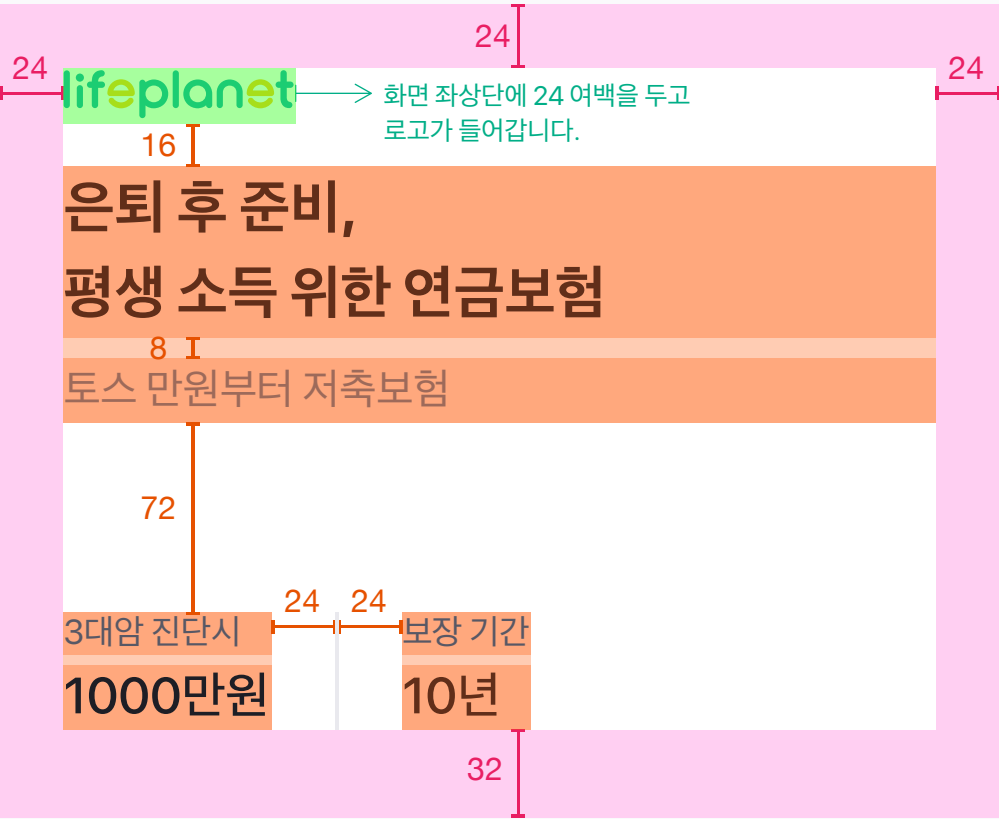 24
24
24
lifeplanet
화면 좌상단에 24 여백을 두고
로고가 들어갑니다.
16
은퇴 후 준비,
평생 소득 위한 연금보험
8
토스 만원부터 저축보험
72
24
24
3대암 진단시
보장 기간
1000만원
10년
32